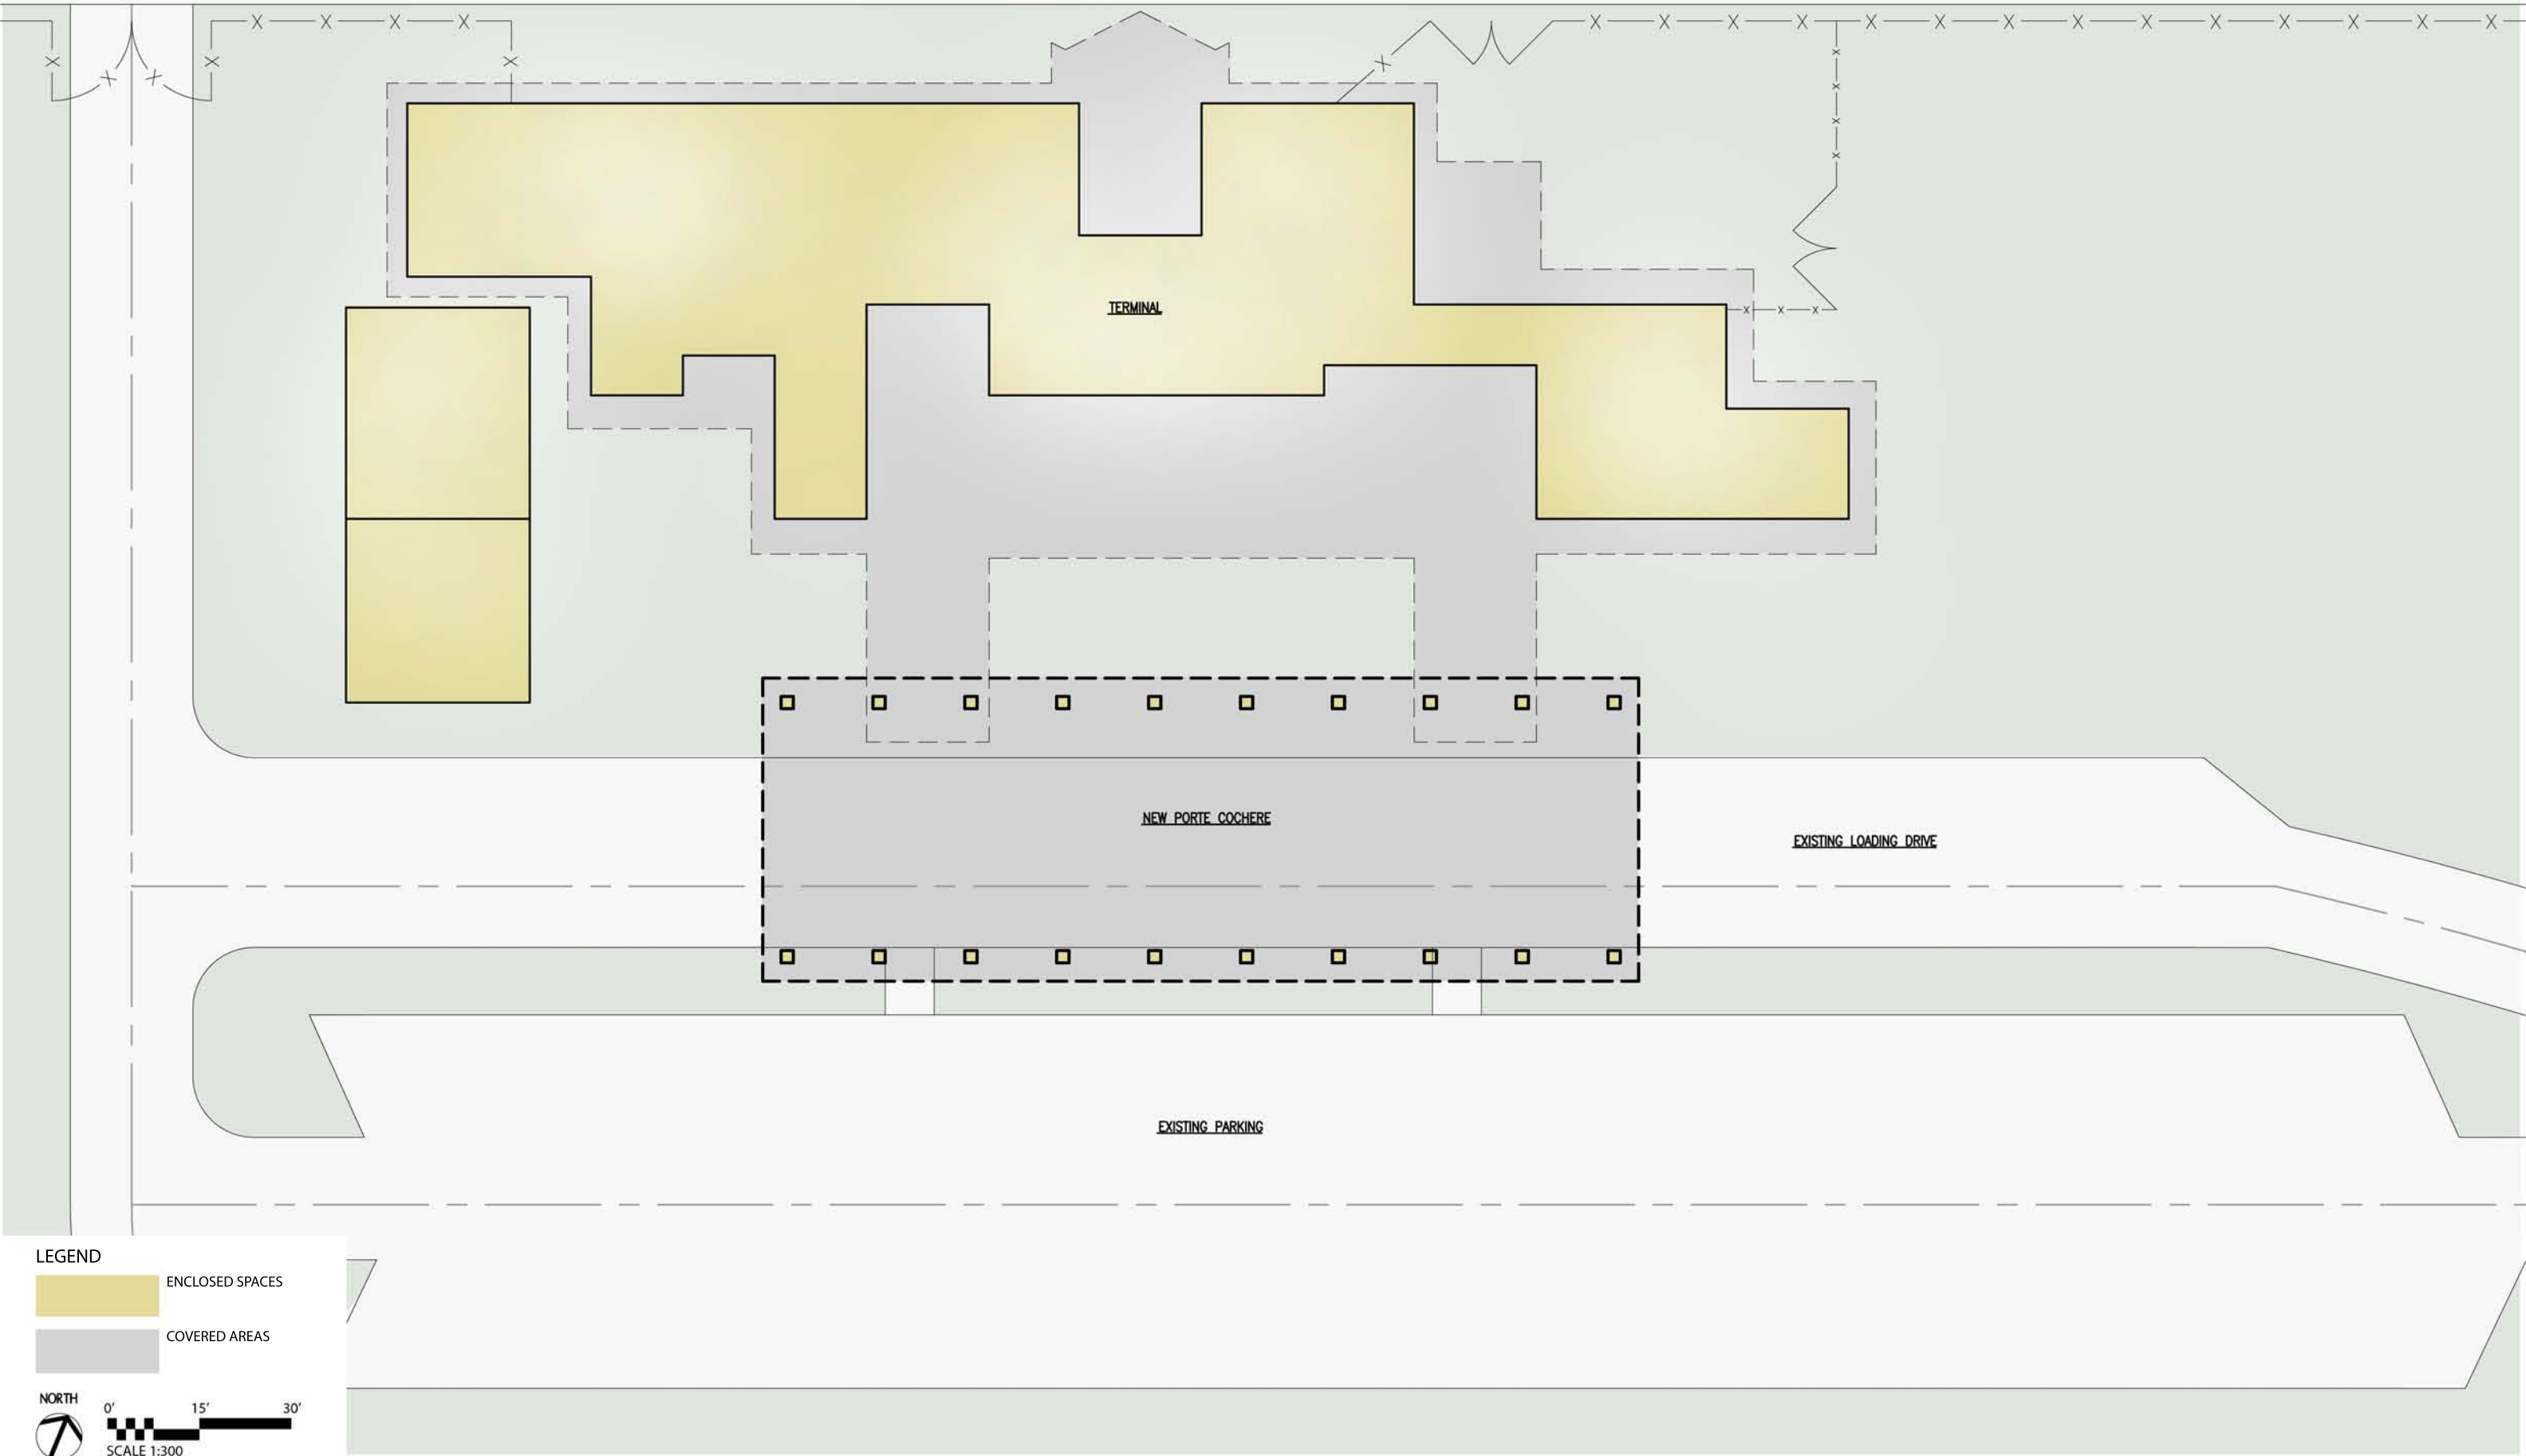 TERMINAL
NEW PORTE COCHERE
EXISTING LOADING DRIVE
EXISTING PARKING
LEGEND
ENCLOSED SPACES
COVERED AREAS
NORTH
0' 15' 30'
SCALE 1:300